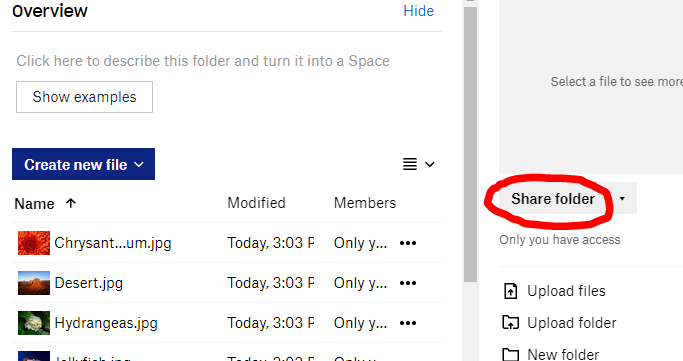 Overview
Hide
Click here to describe this folder and turn it into a Space
Show examples
Create new file
Name ↑ Modified Members
Chrysant...um.jpg Today, 3:03 P Only y... •••
Desert.jpg Today, 3:03 P Only y... •••
Hydrangeas.jpg Today, 3:03 P Only y... •••
Select a file to see more
Share folder
Only you have access
Upload files
Upload folder
New folder